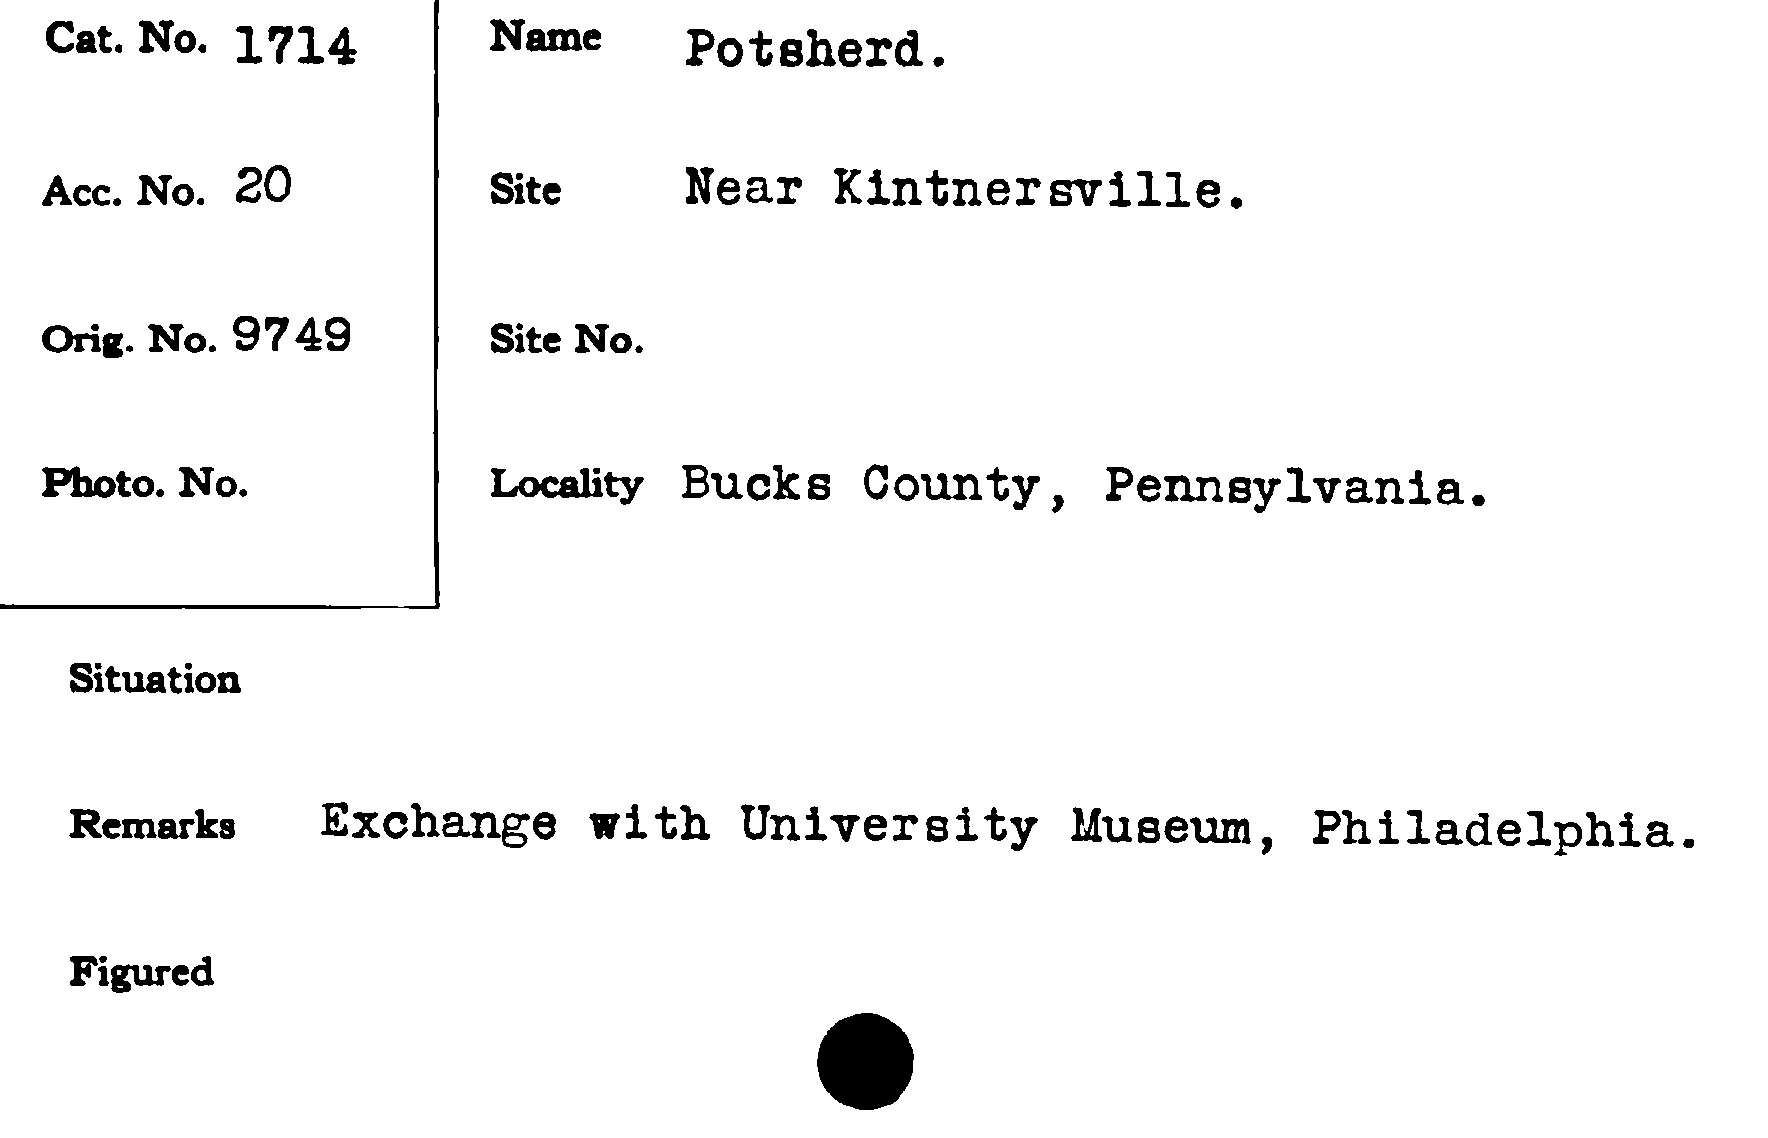 Cat. No. 1714
Acc. No. 20
Orig. No. 9749
Photo. No.
Name Potsherd.
Site Near Kintnersville.
Site No.
Locality Bucks County, Pennsylvania.
Situation
Remarks Exchange with University Museum, Philadelphia.
Figured